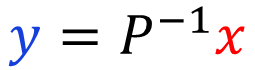 y = P⁻¹x